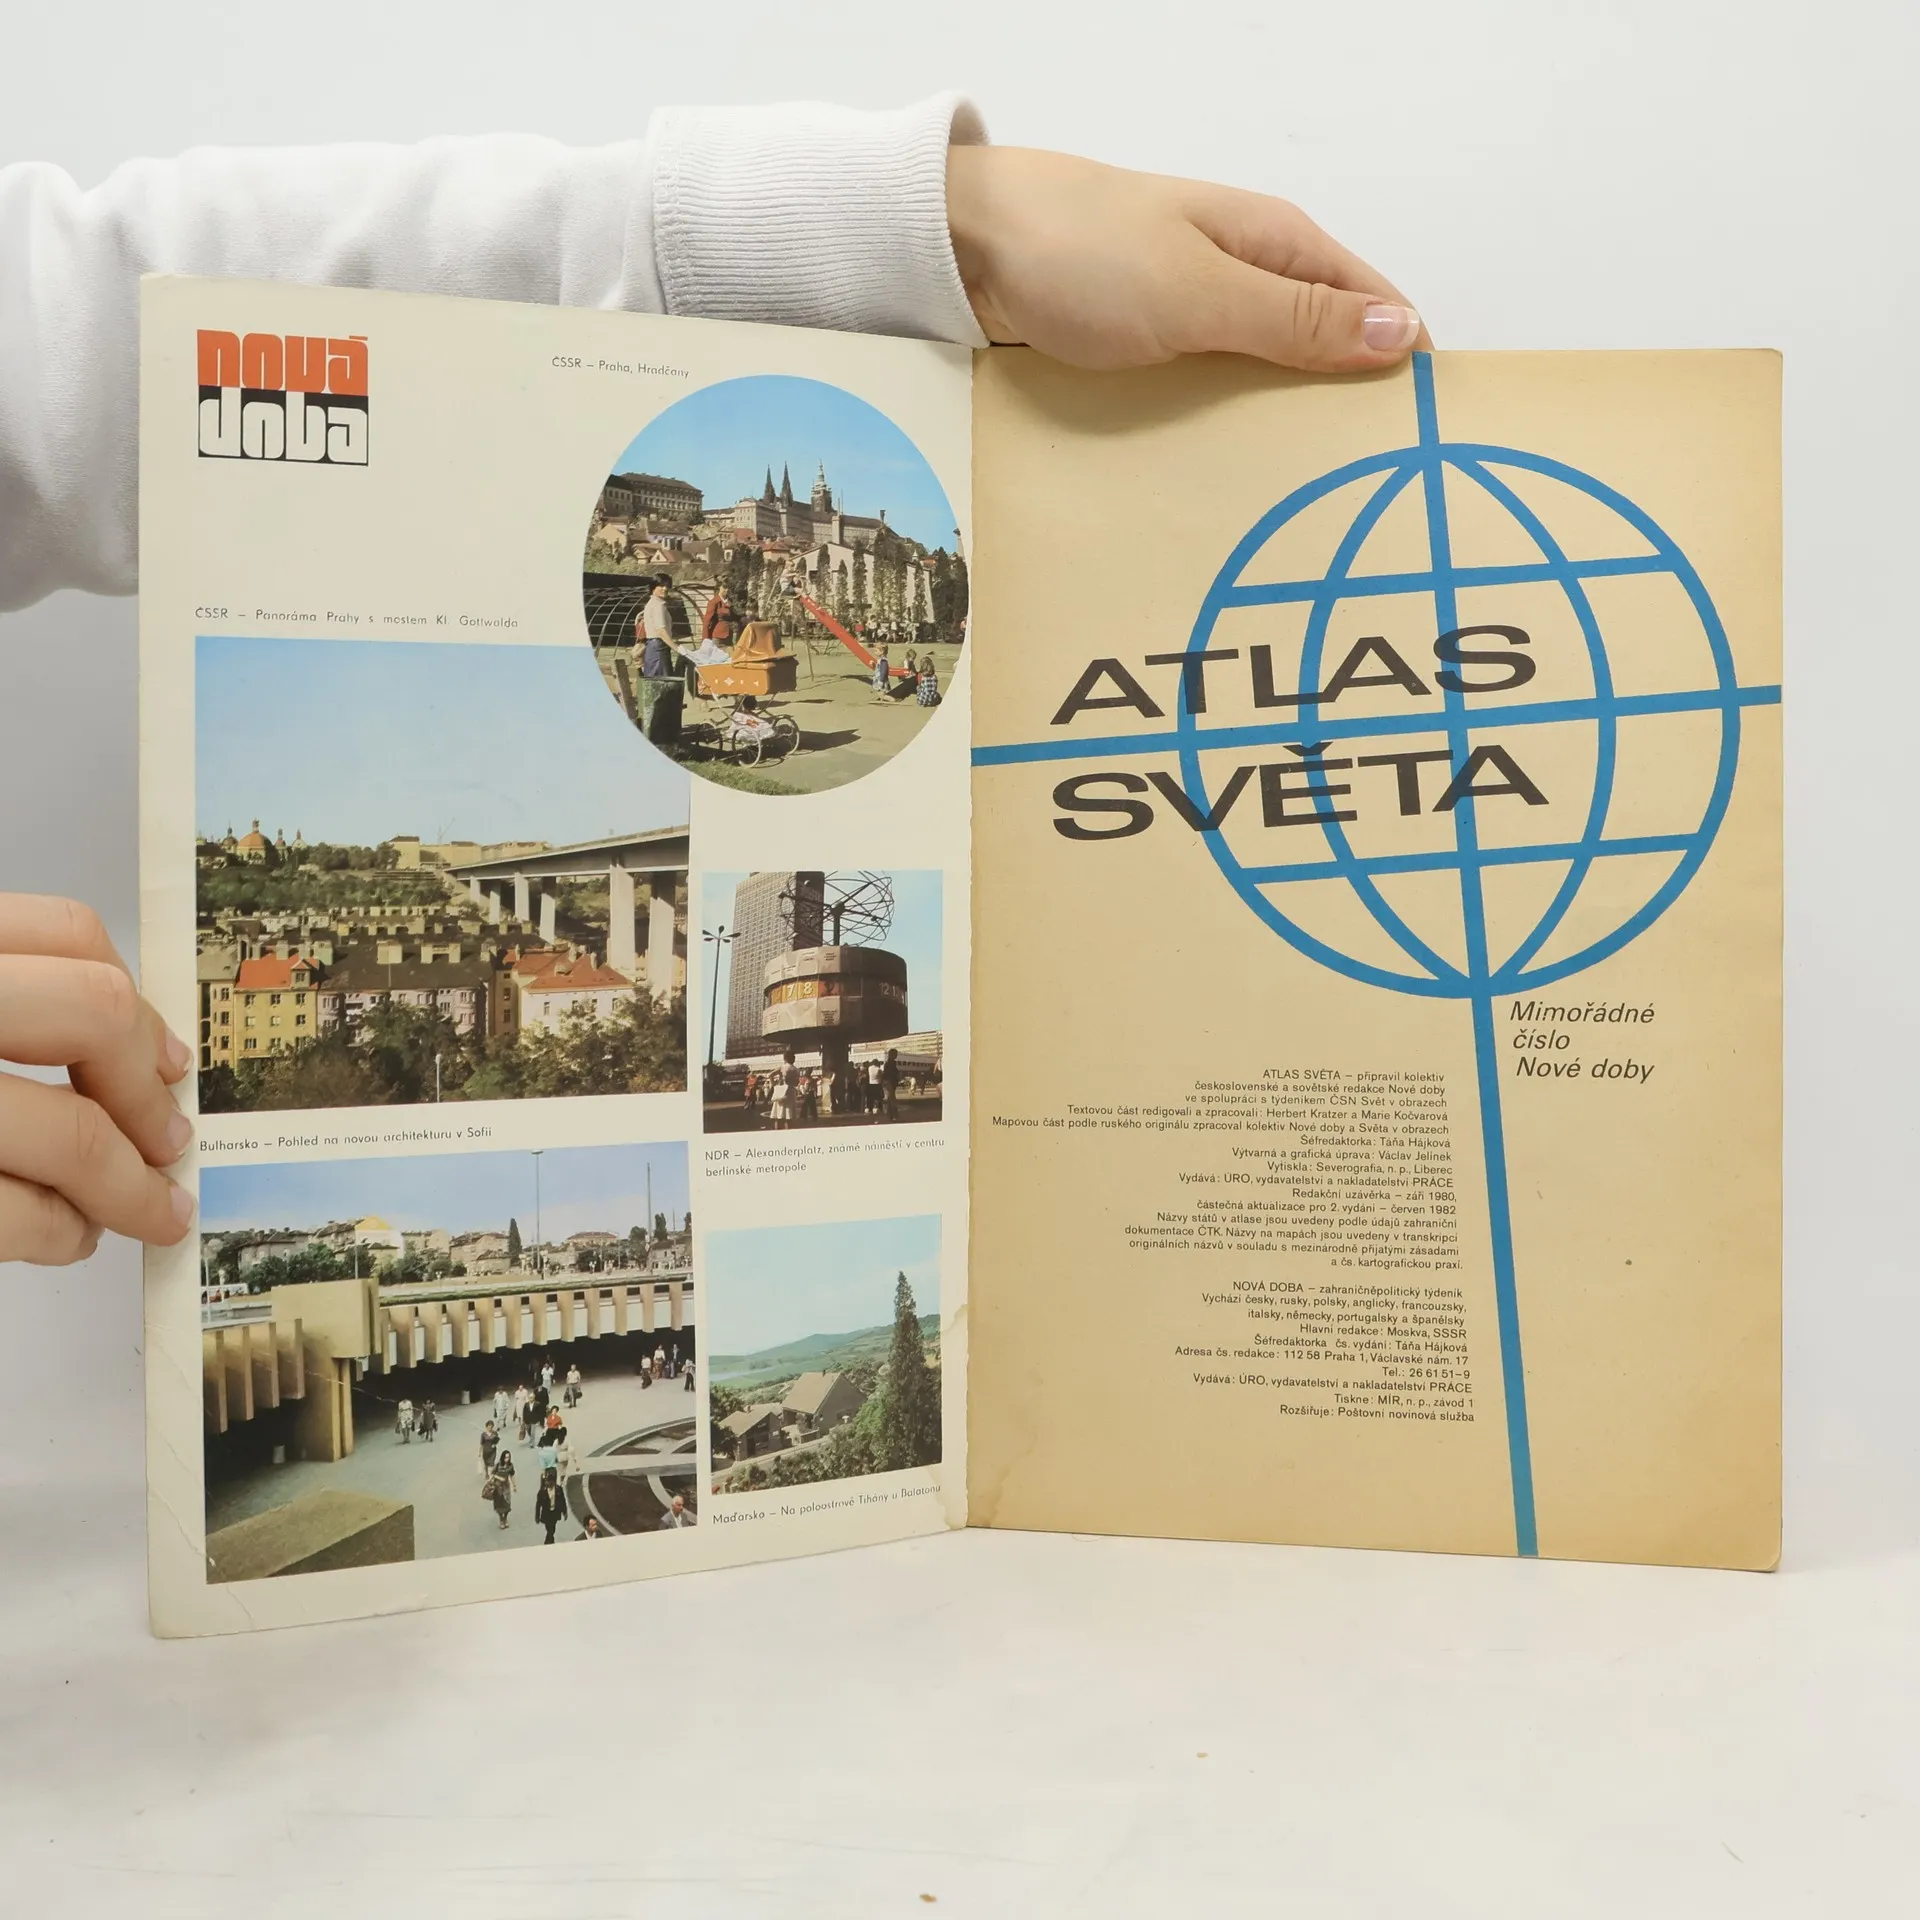 nová
doba
ČSSR – Praha, Hradčany
ČSSR – Panoráma Prahy s mostem Kl. Gottwalda
Bulharsko – Pohled na novou architekturu v Sofii
7 8
NDR – Alexanderplatz, známé náměstí v centru
berlínské metropole
Maďarsko – Na poloostrově Tihány u Balatonu
ATLAS
SVĚTA
Mimořádné
číslo
Nové doby
ATLAS SVĚTA – připravil kolektiv
československé a sovětské redakce Nové doby
ve spolupráci s týdeníkem ČSN Svět v obrazech
Textovou část redigovali a zpracovali: Herbert Kratzer a Marie Kočvarová
Mapovou část podle ruského originálu zpracoval kolektiv Nové doby a Světa v obrazech
Šéfredaktorka: Táňa Hájková
Výtvarná a grafická úprava: Václav Jelínek
Vytiskla: Severografia, n. p., Liberec
Vydává: ÚRO, vydavatelství a nakladatelství PRÁCE
Redakční uzávěrka – září 1980,
částečná aktualizace pro 2. vydání – červen 1982
Názvy států v atlase jsou uvedeny podle údajů zahraniční
dokumentace ČTK. Názvy na mapách jsou uvedeny v transkripci
originálních názvů v souladu s mezinárodně přijatými zásadami
a čs. kartografickou praxí.
NOVÁ DOBA – zahraničněpolitický týdeník
Vychází česky, rusky, polsky, anglicky, francouzsky,
italsky, německy, portugalsky a španělsky
Hlavní redakce: Moskva, SSSR
Šéfredaktorka čs. vydání: Táňa Hájková
Adresa čs. redakce: 112 58 Praha 1, Václavské nám. 17
Tel.: 26 61 51–9
Vydává: ÚRO, vydavatelství a nakladatelství PRÁCE
Tiskne: MÍR, n. p., závod 1
Rozšiřuje: Poštovní novinová služba